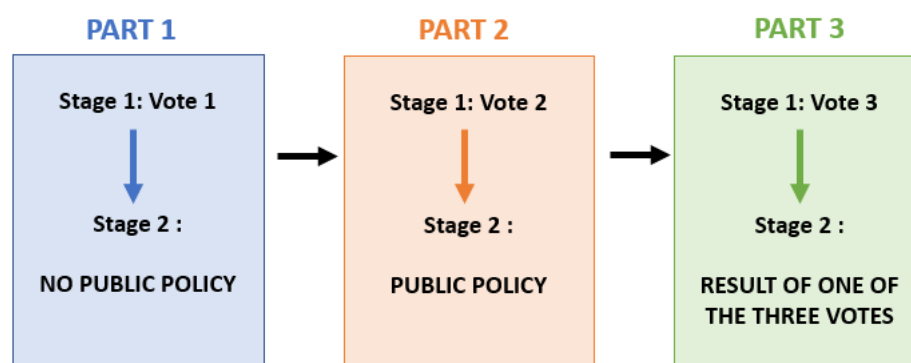 PART 1
Stage 1: Vote 1
Stage 2 :
NO PUBLIC POLICY
PART 2
Stage 1: Vote 2
Stage 2 :
PUBLIC POLICY
PART 3
Stage 1: Vote 3
Stage 2 :
RESULT OF ONE OF
THE THREE VOTES